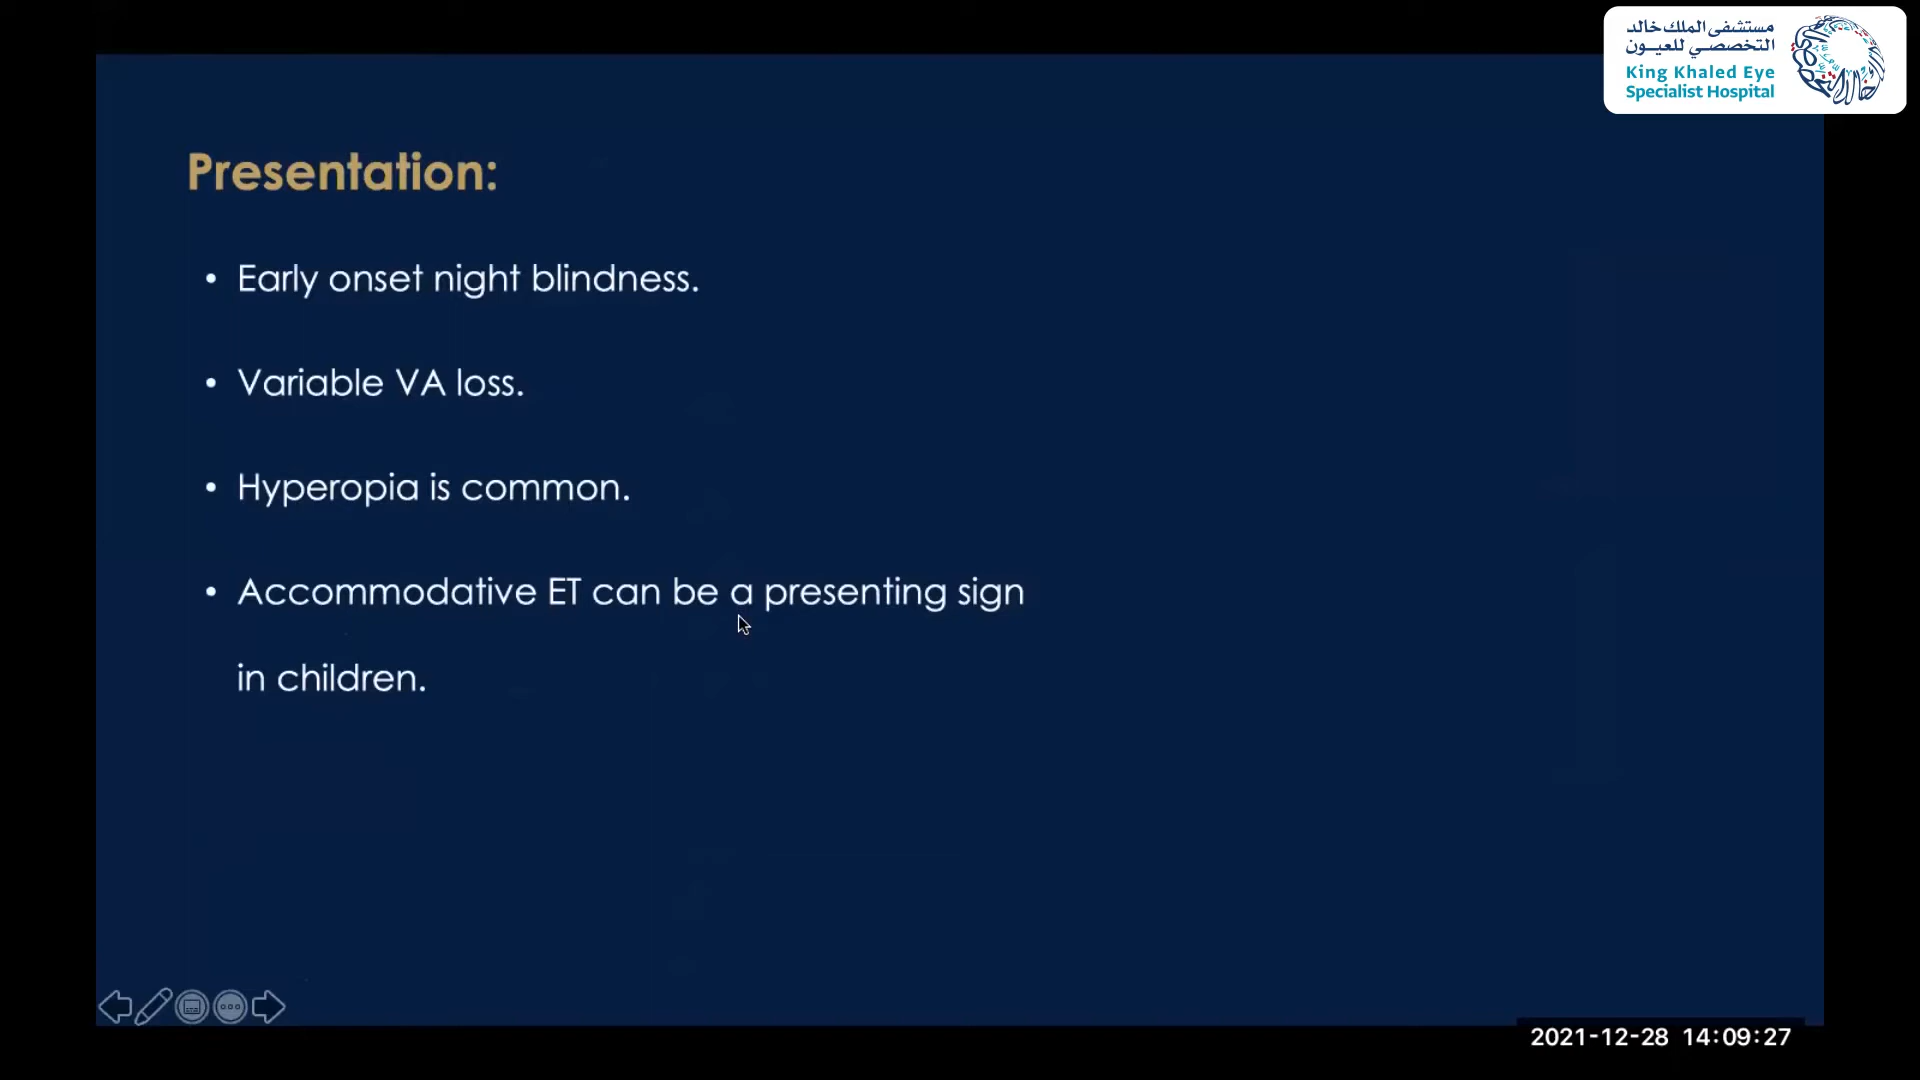 مستشفى الملك خالد
التخصصي للعيون
King Khaled Eye
Specialist Hospital
Presentation:
• Early onset night blindness.
• Variable VA loss.
• Hyperopia is common.
• Accommodative ET can be a presenting sign
in children.
2021-12-28 14:09:27